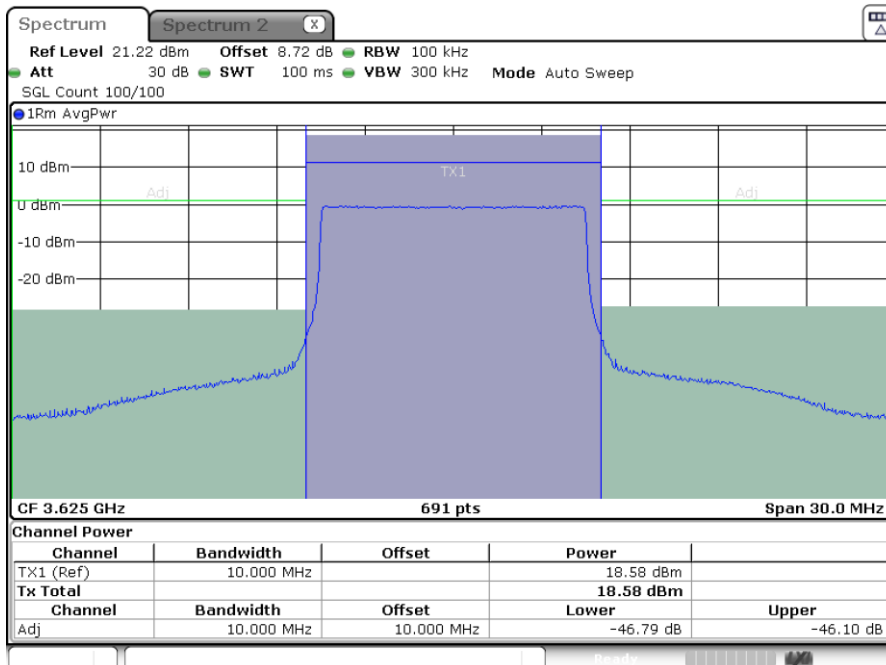 Spectrum Spectrum 2 X
Ref Level 21.22 dBm Offset 8.72 dB RBW 100 kHz
Att 30 dB SWT 100 ms VBW 300 kHz Mode Auto Sweep
SGL Count 100/100
1Rm AvgPwr
10 dBm
TX1
Adj Adj
0 dBm
-10 dBm
-20 dBm
CF 3.625 GHz 691 pts Span 30.0 MHz
Channel Power
Channel Bandwidth Offset Power
TX1 (Ref) 10.000 MHz 18.58 dBm
Tx Total 18.58 dBm
Channel Bandwidth Offset Lower Upper
Adj 10.000 MHz 10.000 MHz -46.79 dB -46.10 dB
Ready